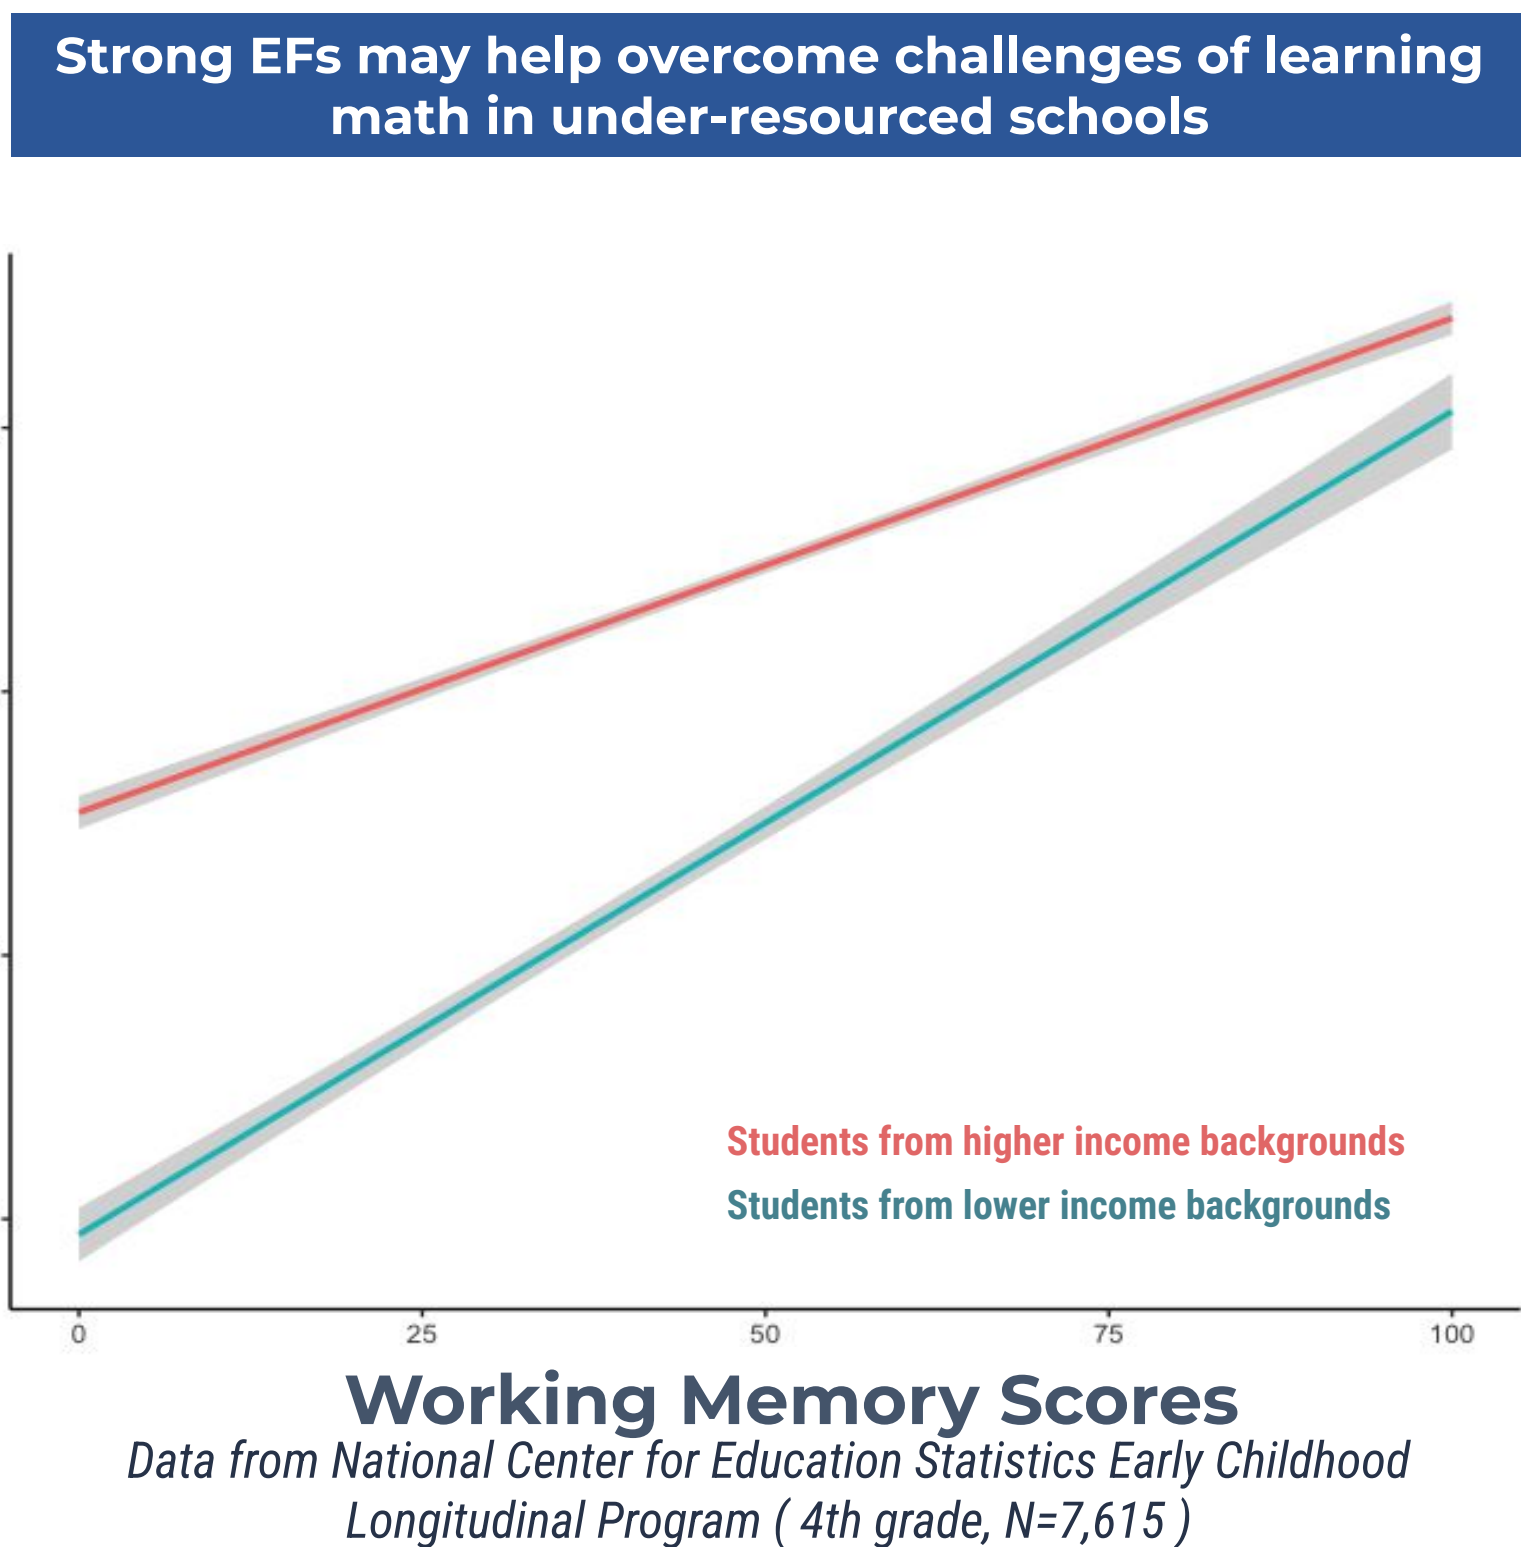 Strong EFs may help overcome challenges of learning
math in under-resourced schools
Students from higher income backgrounds
Students from lower income backgrounds
0 25 50 75 100
Working Memory Scores
Data from National Center for Education Statistics Early Childhood
Longitudinal Program ( 4th grade, N=7,615 )